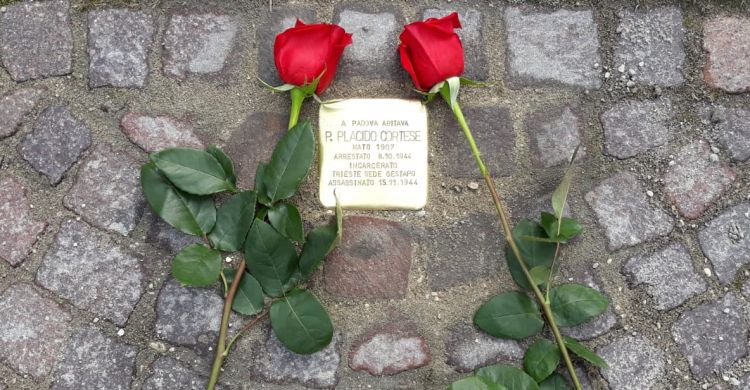 A PADOVA ABITAVA
P. PLACIDO CORTESE
NATO 1907
ARRESTATO 8.10.1944
INCARCERATO
TRIESTE SEDE GESTAPO
ASSASSINATO 15.11.1944